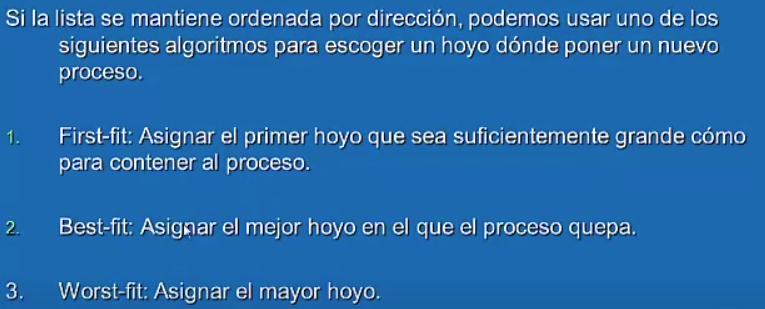 Si la lista se mantiene ordenada por dirección, podemos usar uno de los
siguientes algoritmos para escoger un hoyo dónde poner un nuevo
proceso.
1. First-fit: Asignar el primer hoyo que sea suficientemente grande cómo
para contener al proceso.
2. Best-fit: Asignar el mejor hoyo en el que el proceso quepa.
3. Worst-fit: Asignar el mayor hoyo.